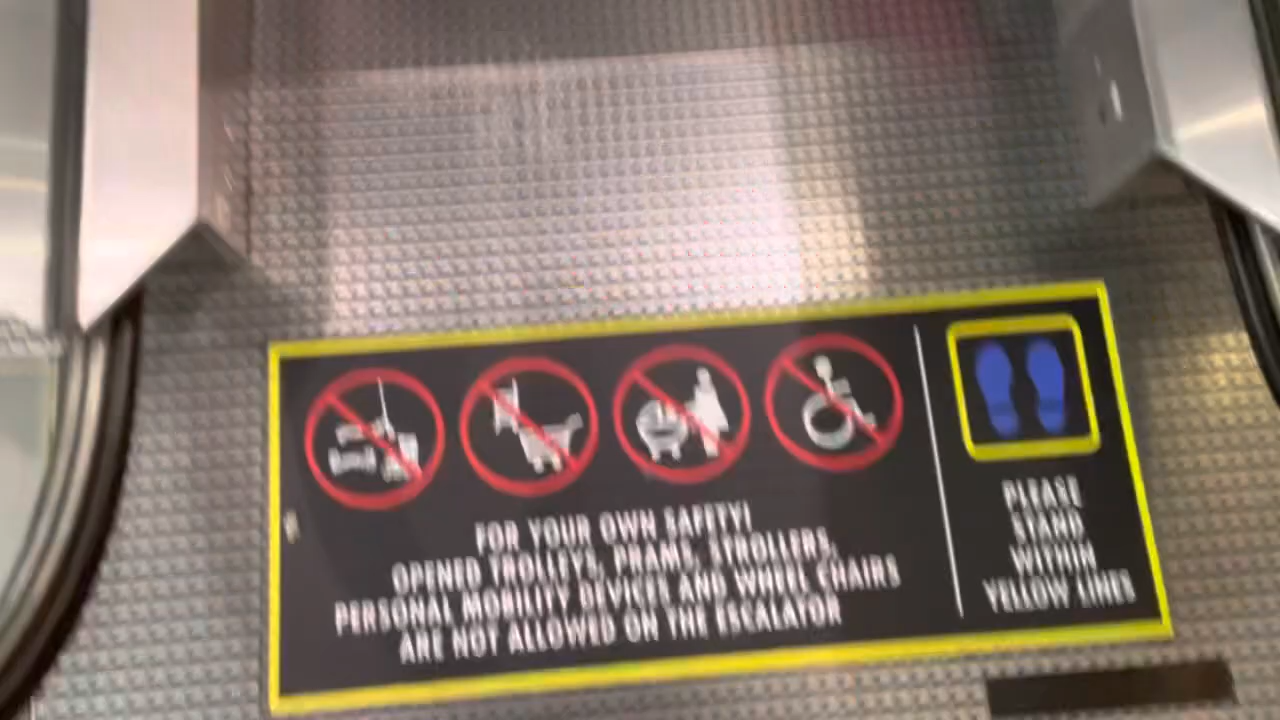 FOR YOUR OWN SAFETY!
OPENED TROLLEYS, PRAMS, STROLLERS,
PERSONAL MOBILITY DEVICES AND WHEEL CHAIRS
ARE NOT ALLOWED ON THE ESCALATOR
PLEASE
STAND
WITHIN
YELLOW LINES